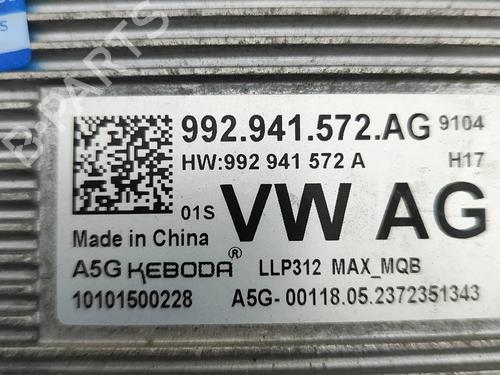 992.941.572.AG 9104
HW:992 941 572 A H17
01S VW AG
Made in China
A5G KEBODA® LLP312 MAX_MQB
10101500228 A5G-00118.05.2372351343
B-PARTS